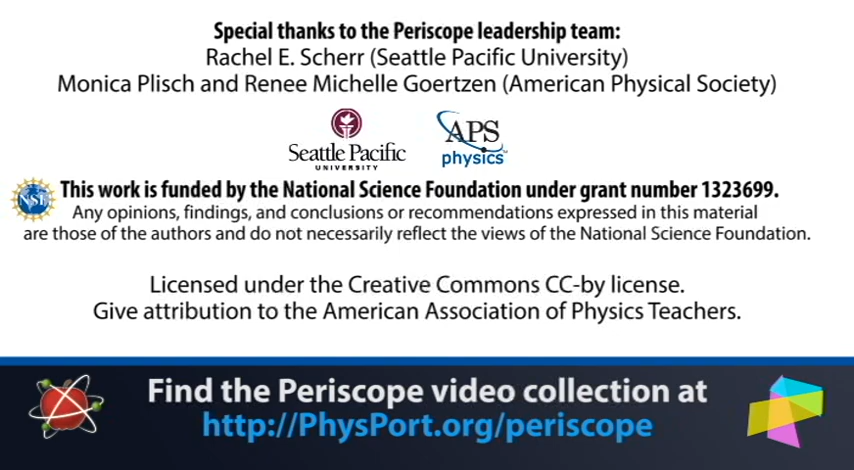 Special thanks to the Periscope leadership team:
Rachel E. Scherr (Seattle Pacific University)
Monica Plisch and Renee Michelle Goertzen (American Physical Society)
Seattle Pacific
UNIVERSITY
APS
physics™
NSF
This work is funded by the National Science Foundation under grant number 1323699.
Any opinions, findings, and conclusions or recommendations expressed in this material
are those of the authors and do not necessarily reflect the views of the National Science Foundation.
Licensed under the Creative Commons CC-by license.
Give attribution to the American Association of Physics Teachers.
Find the Periscope video collection at
http://PhysPort.org/periscope